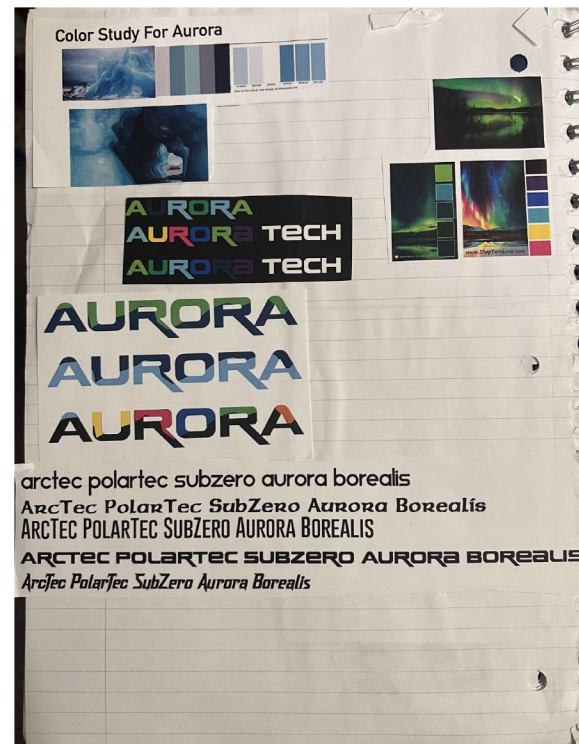 Color Study For Aurora
www.ShopYarnLove.com
AURORA
AURORA TECH
AURORA TECH
AURORA
AURORA
AURORA
arctec polartec subzero aurora borealis
ArcTec PolarTec SubZero Aurora Borealis
ArcTec PolarTec SubZero Aurora Borealis
ARCTEC POLARTEC SUBZERO AURORA BOREALIS
ArcTec PolarTec SubZero Aurora Borealis